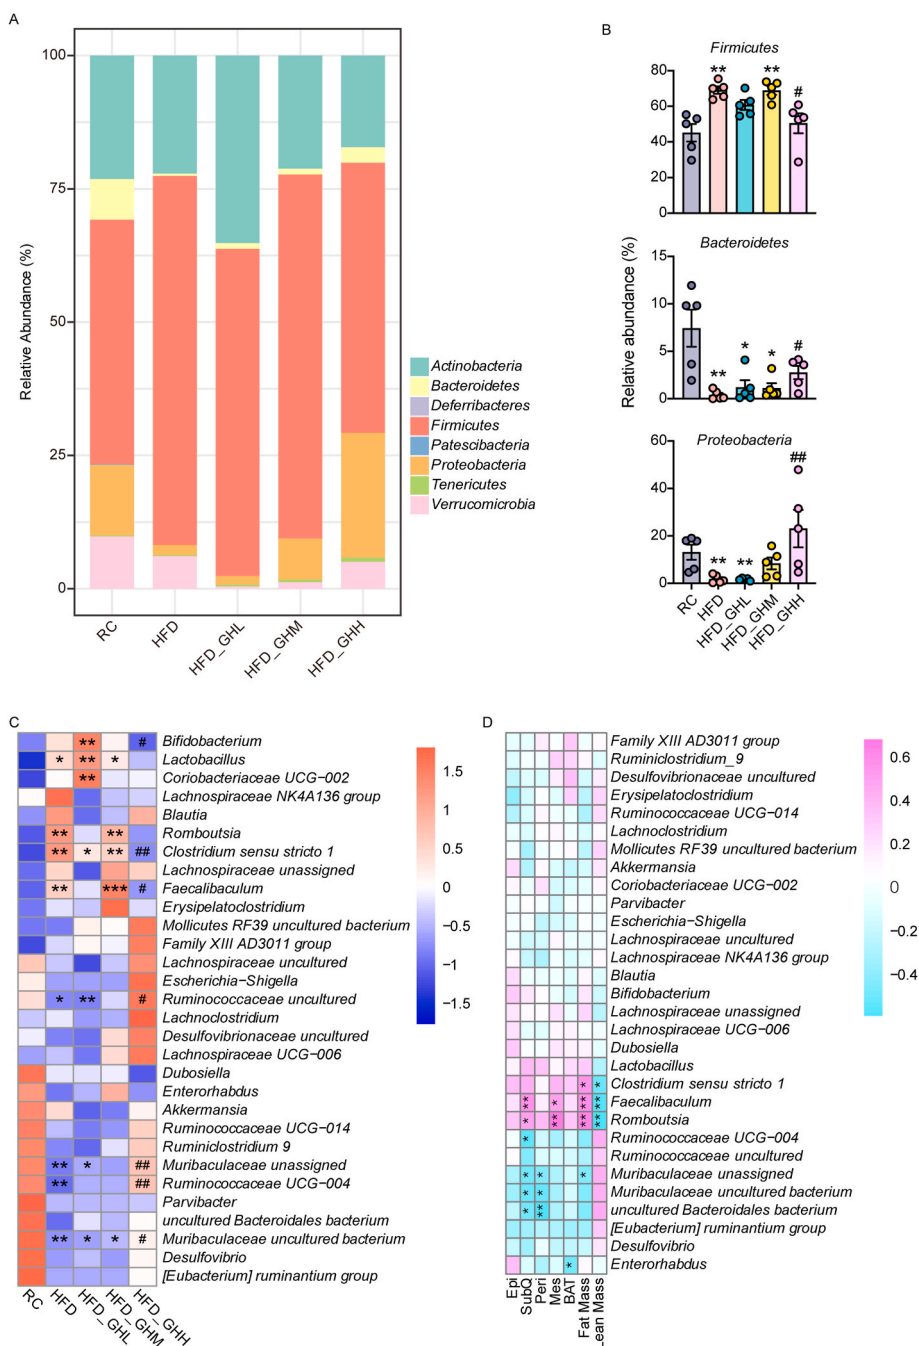 A
100
75
50
25
0
Relative Abundance (%)
RC
HFD
HFD_GHL
HFD_GHM
HFD_GHH
Actinobacteria
Bacteroidetes
Deferribacteres
Firmicutes
Patescibacteria
Proteobacteria
Tenericutes
Verrucomicrobia
B
Relative abundance (%)
Firmicutes
80
60
40
20
0
** ** #
Bacteroidetes
15
10
5
0
** * * #
Proteobacteria
60
40
20
0
** ** ##
RC
HFD
HFD_GHL
HFD_GHM
HFD_GHH
C
** # Bifidobacterium
* ** * Lactobacillus
** Coriobacteriaceae UCG−002
Lachnospiraceae NK4A136 group
Blautia
** ** Romboutsia
** * ** ## Clostridium sensu stricto 1
Lachnospiraceae unassigned
** *** # Faecalibaculum
Erysipelatoclostridium
Mollicutes RF39 uncultured bacterium
Family XIII AD3011 group
Lachnospiraceae uncultured
Escherichia−Shigella
* ** # Ruminococcaceae uncultured
Lachnoclostridium
Desulfovibrionaceae uncultured
Lachnospiraceae UCG−006
Dubosiella
Enterorhabdus
Akkermansia
Ruminococcaceae UCG−014
Ruminiclostridium 9
** * ## Muribaculaceae unassigned
** ## Ruminococcaceae UCG−004
Parvibacter
uncultured Bacteroidales bacterium
** * * # Muribaculaceae uncultured bacterium
Desulfovibrio
[Eubacterium] ruminantium group
RC
HFD
HFD_GHL
HFD_GHM
HFD_GHH
1.5
1
0.5
0
−0.5
−1
−1.5
D
Family XIII AD3011 group
Ruminiclostridium_9
Desulfovibrionaceae uncultured
Erysipelatoclostridium
Ruminococcaceae UCG−014
Lachnoclostridium
Mollicutes RF39 uncultured bacterium
Akkermansia
Coriobacteriaceae UCG−002
Parvibacter
Escherichia−Shigella
Lachnospiraceae uncultured
Lachnospiraceae NK4A136 group
Blautia
Bifidobacterium
Lachnospiraceae unassigned
Lachnospiraceae UCG−006
Dubosiella
Lactobacillus
* * Clostridium sensu stricto 1
** * ** ** Faecalibaculum
* ** ** ** Romboutsia
* Ruminococcaceae UCG−004
Ruminococcaceae uncultured
* * * Muribaculaceae unassigned
* * Muribaculaceae uncultured bacterium
* ** uncultured Bacteroidales bacterium
[Eubacterium] ruminantium group
Desulfovibrio
* Enterorhabdus
Epi
SubQ
Peri
Mes
BAT
Fat Mass
Lean Mass
0.6
0.4
0.2
0
−0.2
−0.4